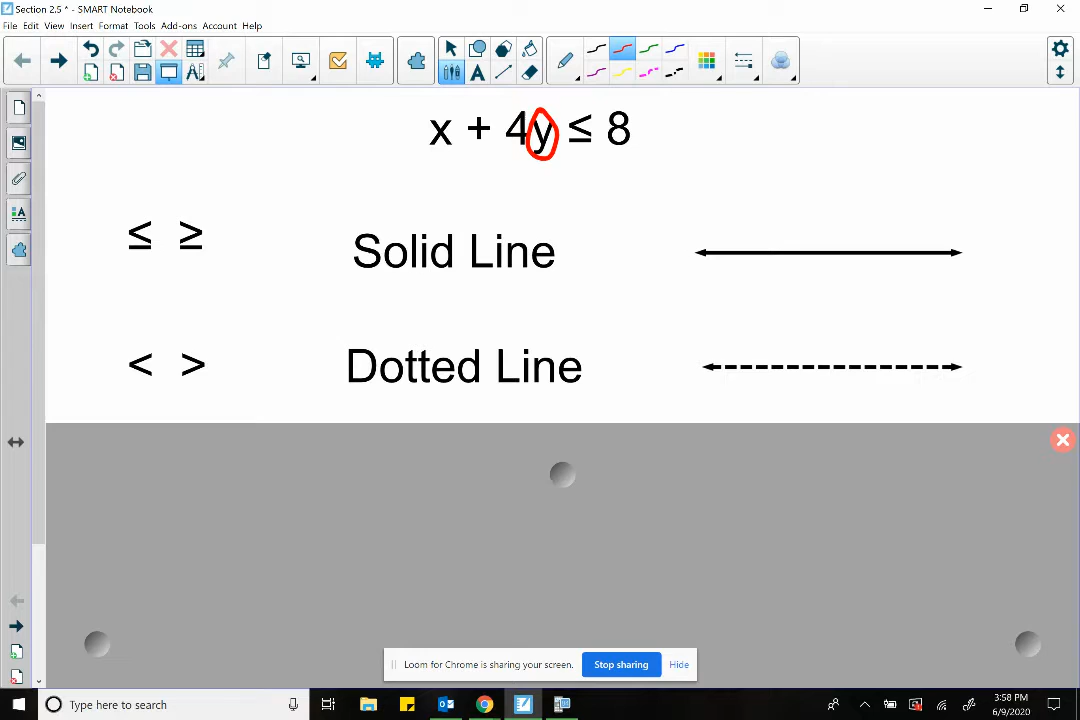 Section 2.5 * - SMART Notebook
File Edit View Insert Format Tools Add-ons Account Help
x + 4y ≤ 8
≤ ≥ Solid Line
< > Dotted Line
Loom for Chrome is sharing your screen. Stop sharing Hide
Type here to search
3:58 PM
6/9/2020